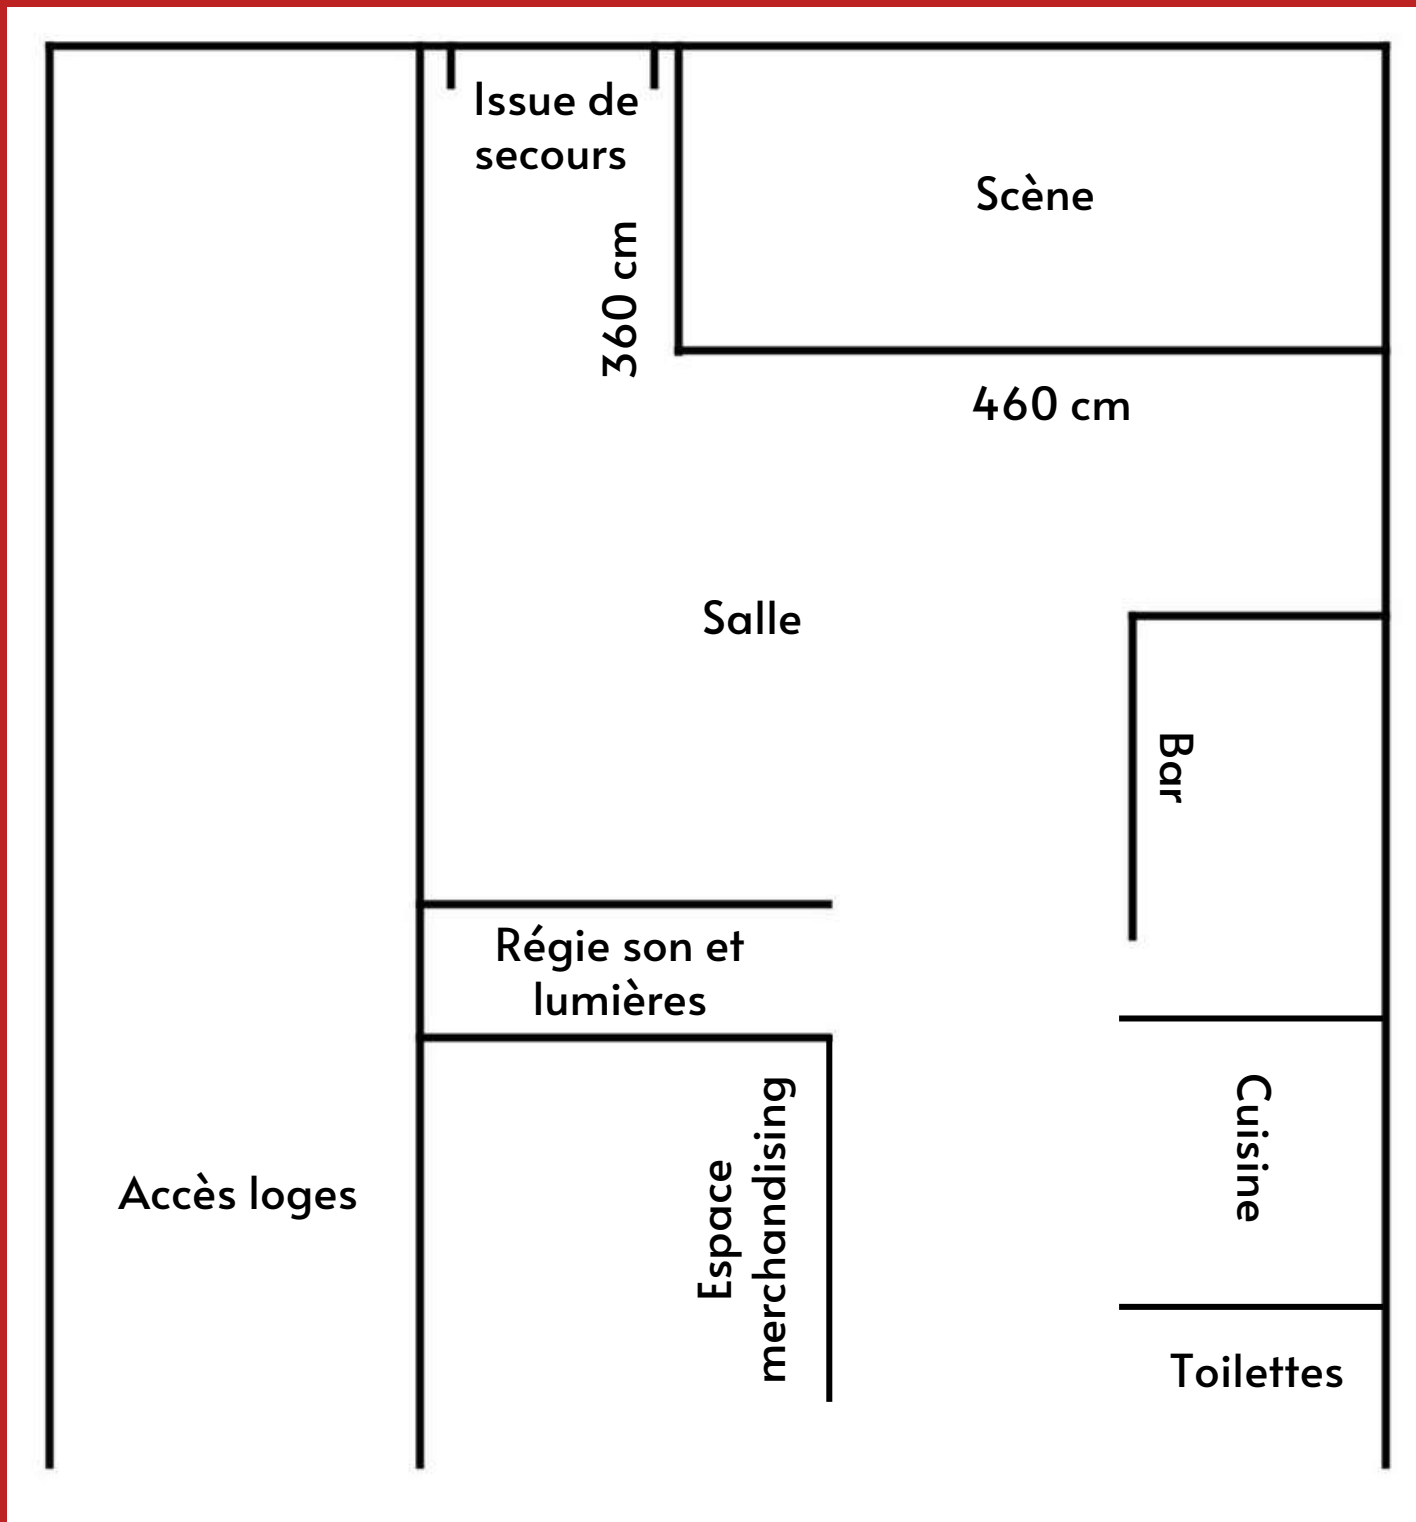 Issue de
secours
Scène
360 cm
460 cm
Salle
Bar
Régie son et
lumières
Cuisine
Espace
merchandising
Accès loges
Toilettes